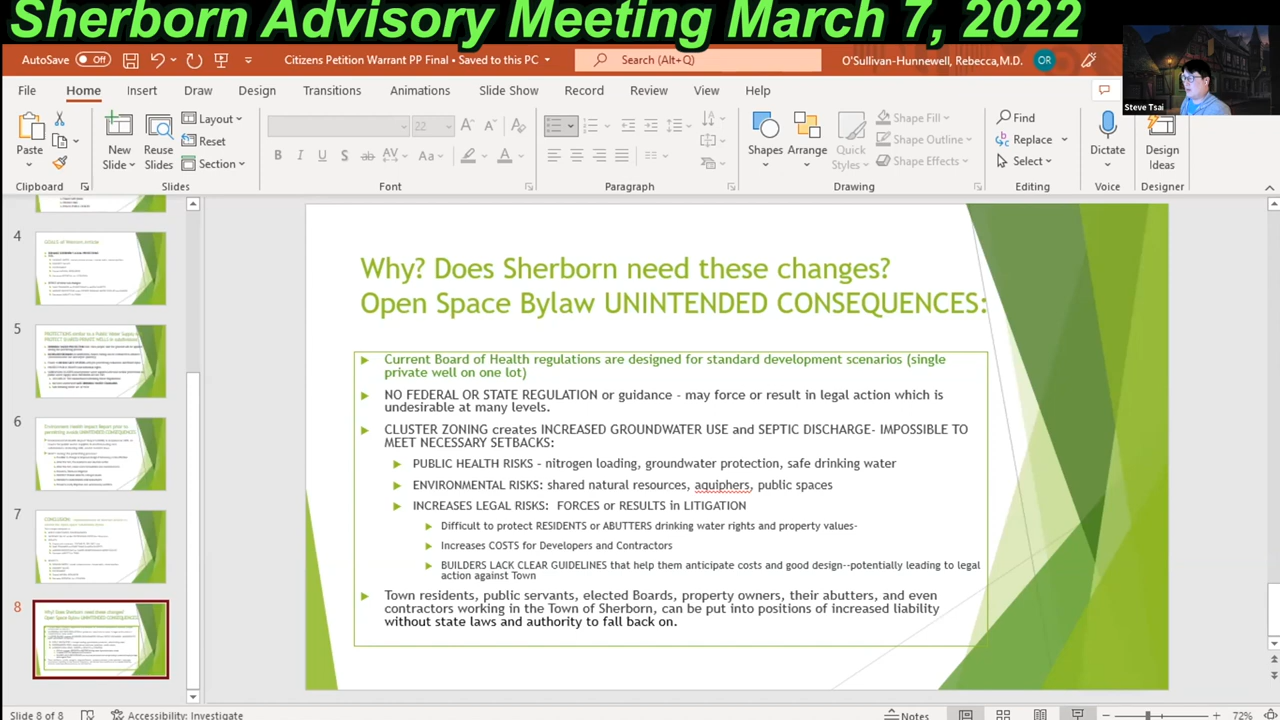 Sherborn Advisory Meeting March 7, 2022
AutoSave Off
Citizens Petition Warrant PP Final • Saved to this PC
Search (Alt+Q)
O'Sullivan-Hunnewell, Rebecca,M.D. OR
Steve Tsai
File Home Insert Draw Design Transitions Animations Slide Show Record Review View Help
Paste
New Slide
Reuse Slides
Layout
Reset
Section
22
Shapes
Arrange
Quick Styles
Shape Fill
Shape Outline
Shape Effects
Find
Replace
Select
Dictate
Design Ideas
Clipboard Slides Font Paragraph Drawing Editing Voice Designer
4
5
6
7
8
Why? Does Sherborn need these changes?
Open Space Byaw UNINTENDED CONSEQUENCES:
Current Board of Health regulations are designed for standard development scenarios (single
private well on one lot)
NO FEDERAL OR STATE REGULATION or guidance - may force or result in legal action which is
undesirable at many levels.
CLUSTER ZONING creates INCREASED GROUNDWATER USE and SEPTIC DISCHARGE- IMPOSSIBLE TO
MEET NECESSARY SETBACKS:
PUBLIC HEALTH RISKS: nitrogen loading, groundwater protection, safe drinking water
ENVIRONMENTAL RISKS: shared natural resources, aquiphers, public spaces
INCREASES LEGAL RISKS: FORCES or RESULTS in LITIGATION
Difficult to protect RESIDENTS or ABUTTERS drinking water rights and property values-
Increased COSTS for Developers and Contractors
BUILDERS LACK CLEAR GUIDELINES that help them anticipate costs and good design--potentially leading to legal
action against town
Town residents, public servants, elected Boards, property owners, their abutters, and even
contractors working in town of Sherborn, can be put into positions of increased liability
without state law or authority to fall back on.
Slide 8 of 8
Accessibility: Investigate
Notes
72%